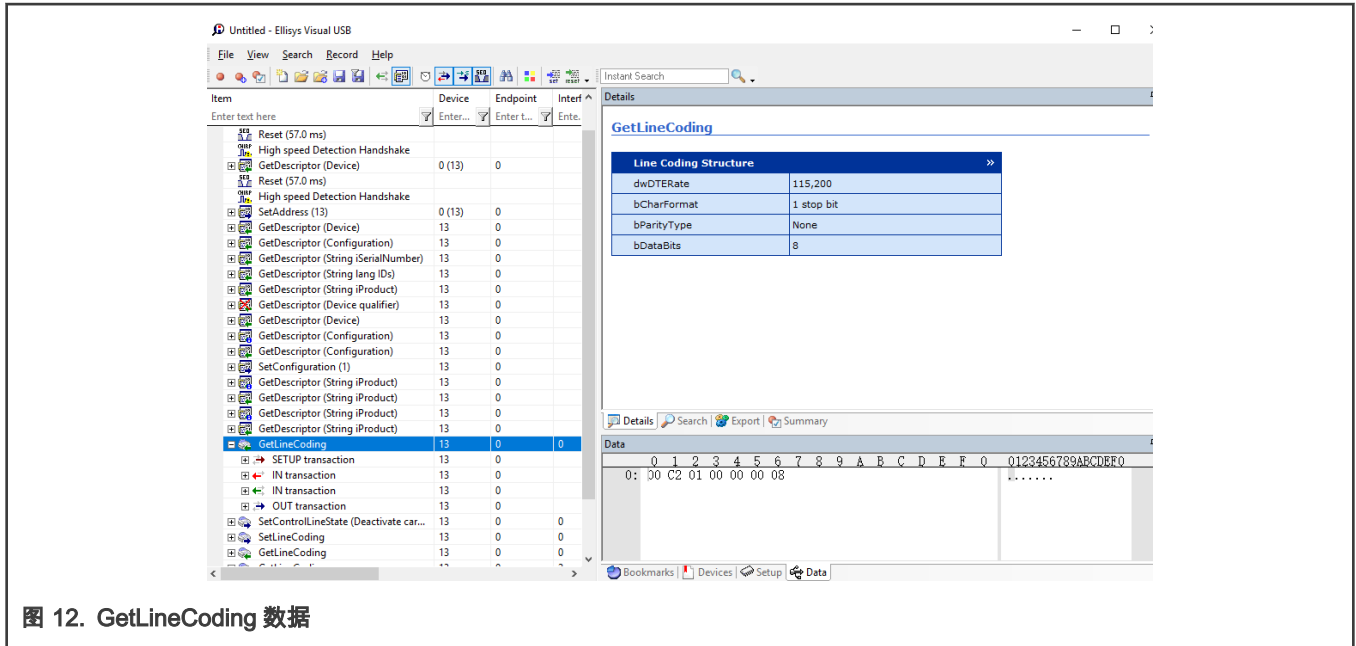 Untitled - Ellisys Visual USB
File View Search Record Help
Instant Search
Item Device Endpoint Interf
Enter text here Enter... Enter t... Ente.
Reset (57.0 ms)
High speed Detection Handshake
GetDescriptor (Device) 0 (13) 0
Reset (57.0 ms)
High speed Detection Handshake
SetAddress (13) 0 (13) 0
GetDescriptor (Device) 13 0
GetDescriptor (Configuration) 13 0
GetDescriptor (String iSerialNumber) 13 0
GetDescriptor (String lang IDs) 13 0
GetDescriptor (String iProduct) 13 0
GetDescriptor (Device qualifier) 13 0
GetDescriptor (Device) 13 0
GetDescriptor (Configuration) 13 0
GetDescriptor (Configuration) 13 0
SetConfiguration (1) 13 0
GetDescriptor (String iProduct) 13 0
GetDescriptor (String iProduct) 13 0
GetDescriptor (String iProduct) 13 0
GetDescriptor (String iProduct) 13 0
GetLineCoding 13 0 0
SETUP transaction 13 0
IN transaction 13 0
IN transaction 13 0
OUT transaction 13 0
SetControlLineState (Deactivate car... 13 0 0
SetLineCoding 13 0 0
GetLineCoding 13 0 0
Details
GetLineCoding
Line Coding Structure »
dwDTERate 115,200
bCharFormat 1 stop bit
bParityType None
bDataBits 8
Details Search Export Summary
Data
0 1 2 3 4 5 6 7 8 9 A B C D E F 0 0123456789ABCDEF0
0: 00 C2 01 00 00 00 08 .......
Bookmarks Devices Setup Data
图 12. GetLineCoding 数据